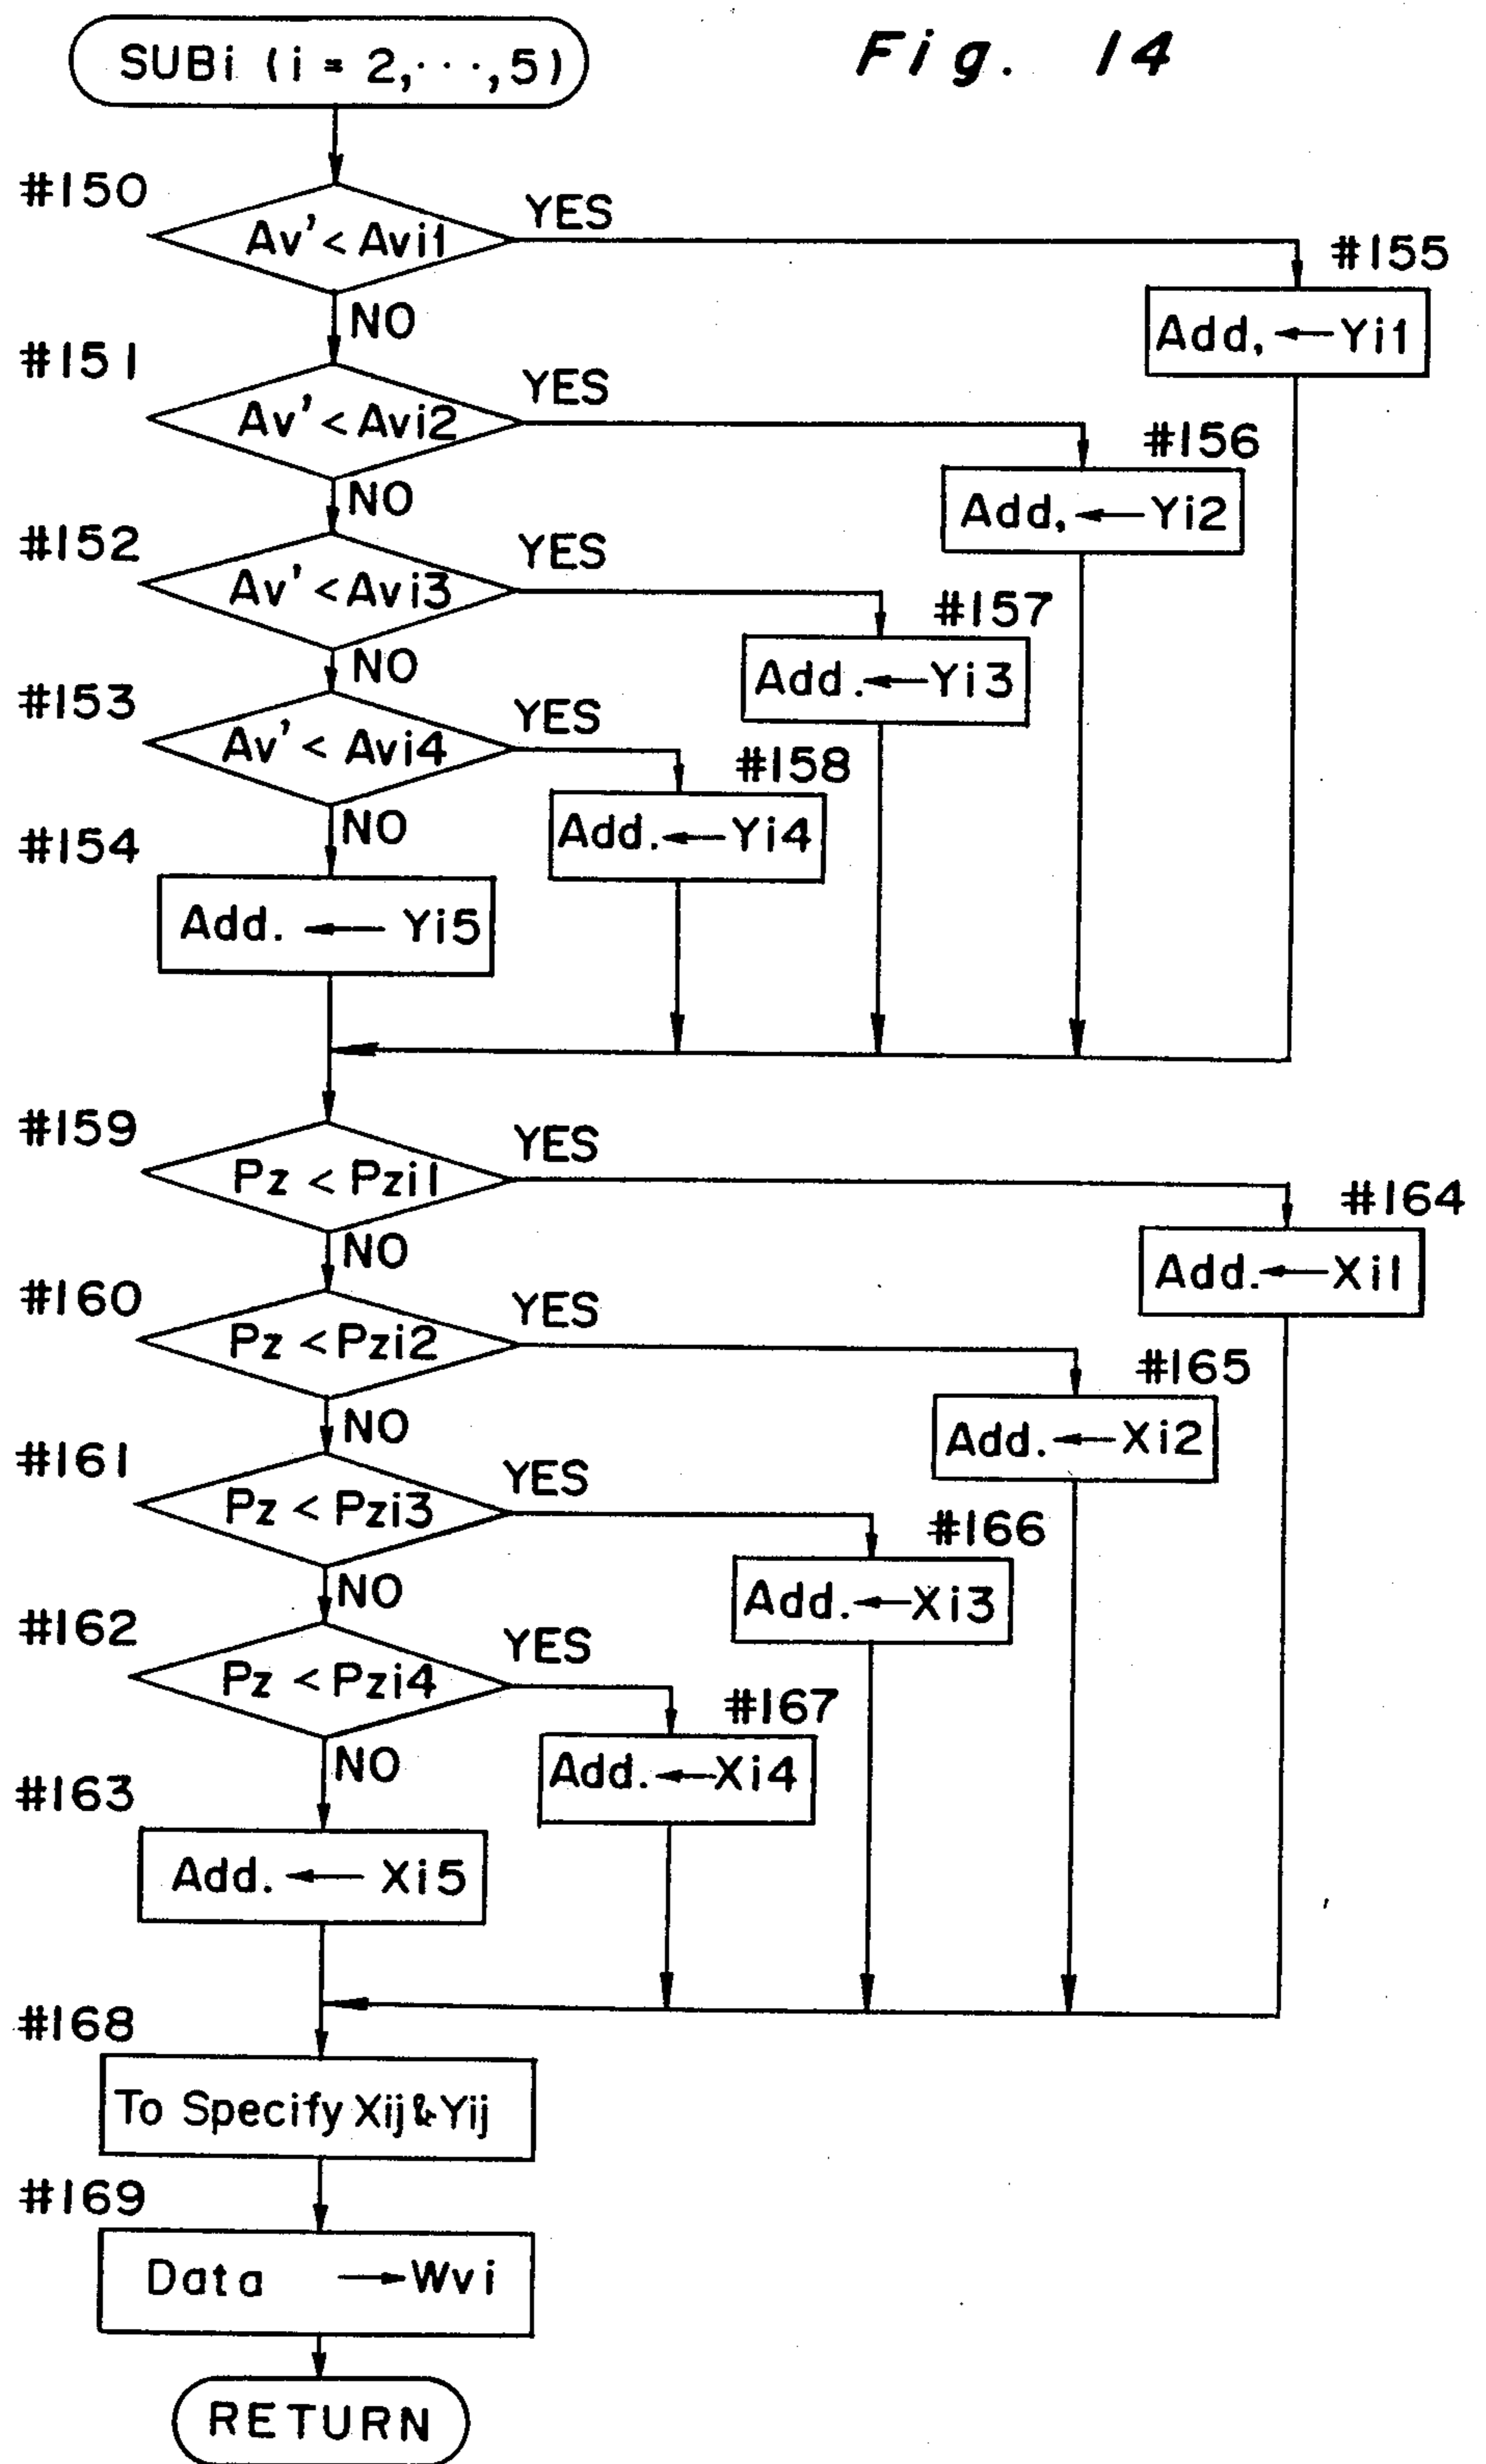 Fig. 14
SUBi (i = 2,···,5)
#150
Av' < Avi1
YES
NO
#155
Add, ← Yi1
#151
Av' < Avi2
YES
NO
#156
Add, ← Yi2
#152
Av' < Avi3
YES
NO
#157
Add. ← Yi3
#153
Av' < Avi4
YES
NO
#158
Add. ← Yi4
#154
Add. ← Yi5
#159
Pz < Pzi1
YES
NO
#164
Add. ← Xi1
#160
Pz < Pzi2
YES
NO
#165
Add. ← Xi2
#161
Pz < Pzi3
YES
NO
#166
Add. ← Xi3
#162
Pz < Pzi4
YES
NO
#167
Add. ← Xi4
#163
Add. ← Xi5
#168
To Specify Xij & Yij
#169
Data → Wvi
RETURN